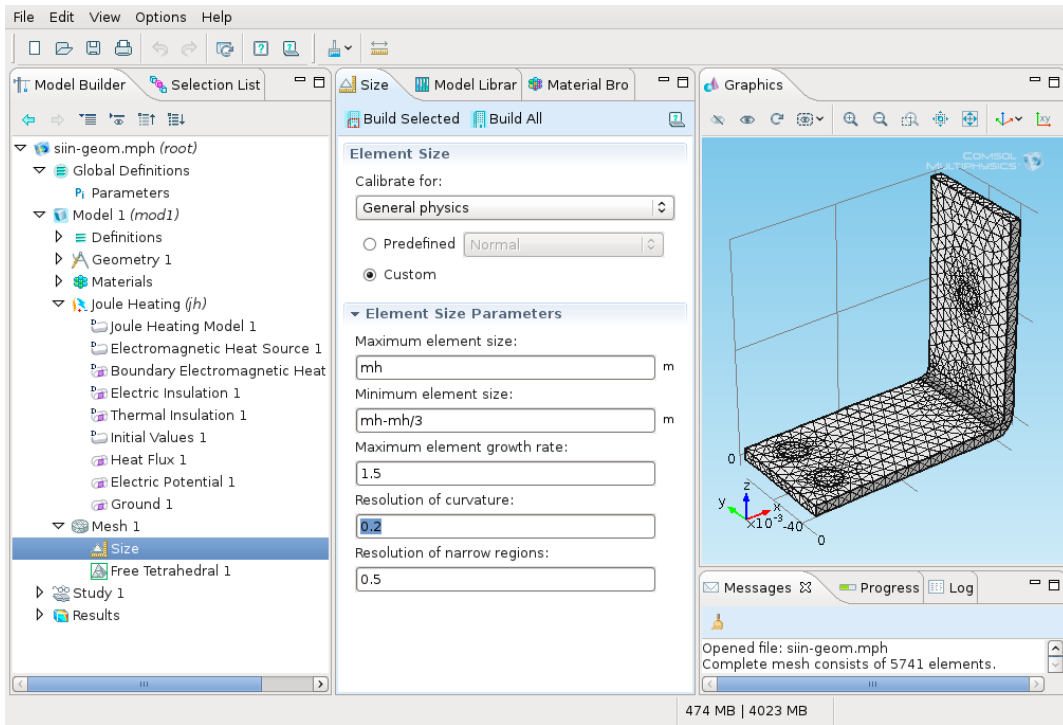 File Edit View Options Help
Model Builder Selection List
siin-geom.mph (root)
Global Definitions
Pi Parameters
Model 1 (mod1)
Definitions
Geometry 1
Materials
Joule Heating (jh)
Joule Heating Model 1
Electromagnetic Heat Source 1
Boundary Electromagnetic Heat
Electric Insulation 1
Thermal Insulation 1
Initial Values 1
Heat Flux 1
Electric Potential 1
Ground 1
Mesh 1
Size
Free Tetrahedral 1
Study 1
Results
Size Model Librar Material Bro
Build Selected Build All
Element Size
Calibrate for:
General physics
Predefined Normal
Custom
Element Size Parameters
Maximum element size:
mh m
Minimum element size:
mh-mh/3 m
Maximum element growth rate:
1.5
Resolution of curvature:
0.2
Resolution of narrow regions:
0.5
Graphics
xy
COMSOL
MULTIPHYSICS
0
z
y x
×10⁻³ -40
0
Messages Progress Log
Opened file: siin-geom.mph
Complete mesh consists of 5741 elements.
474 MB | 4023 MB